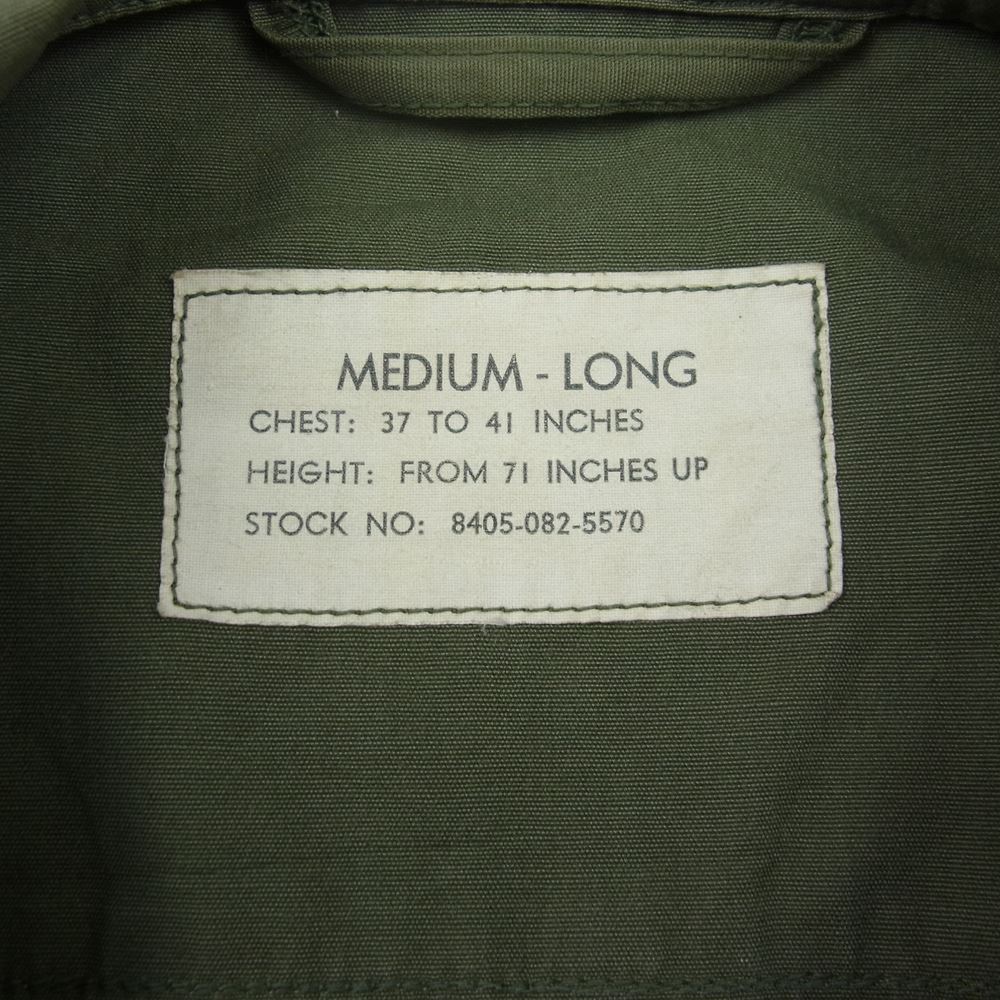 MEDIUM - LONG
CHEST: 37 TO 41 INCHES
HEIGHT: FROM 71 INCHES UP
STOCK NO: 8405-082-5570